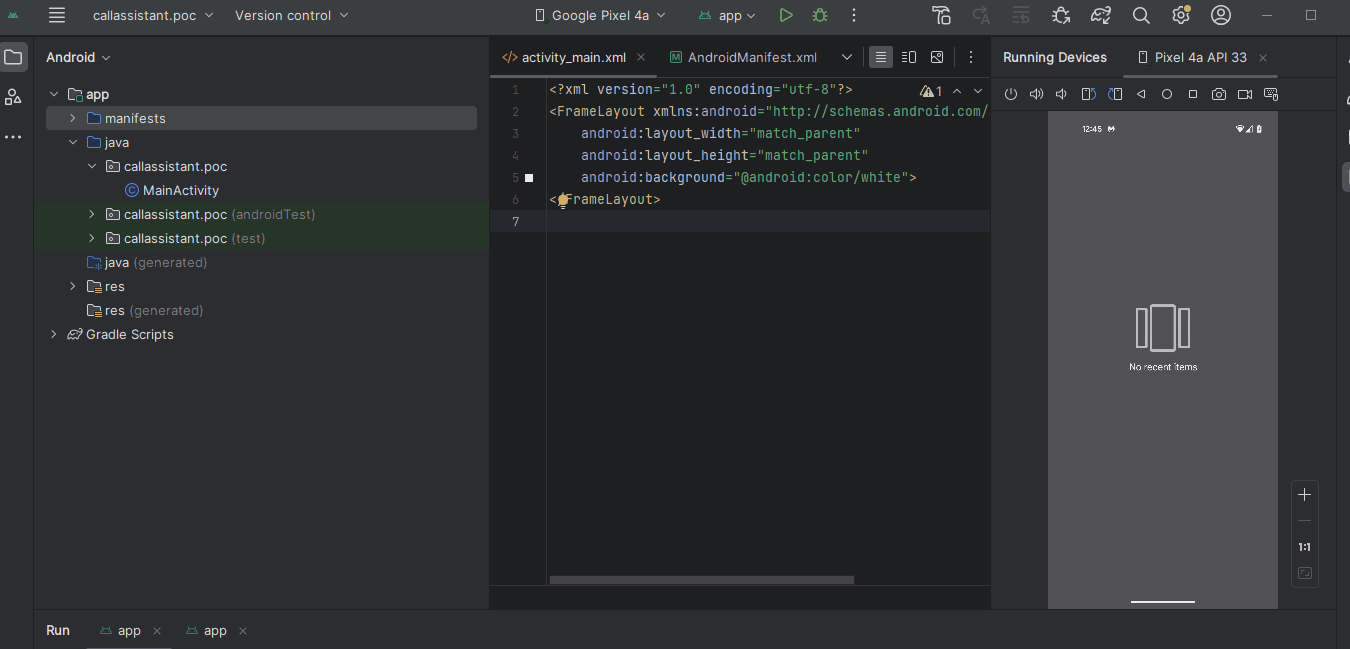 callassistant.poc Version control Google Pixel 4a app
Android
app
manifests
java
callassistant.poc
MainActivity
callassistant.poc (androidTest)
callassistant.poc (test)
java (generated)
res
res (generated)
Gradle Scripts
</> activity_main.xml M AndroidManifest.xml
1 <?xml version="1.0" encoding="utf-8"?> 1
2 <FrameLayout xmlns:android="http://schemas.android.com/
3 android:layout_width="match_parent"
4 android:layout_height="match_parent"
5 android:background="@android:color/white">
6 </FrameLayout>
7
Running Devices Pixel 4a API 33
12:45
No recent items
1:1
Run app app